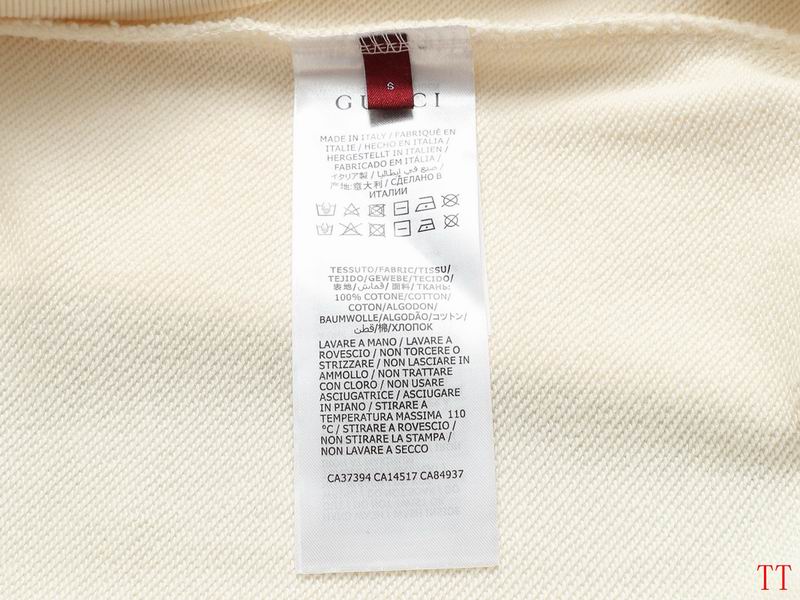 S
GUCCI
MADE IN ITALY / FABRIQUÉ EN
ITALIE / HECHO EN ITALIA /
HERGESTELLT IN ITALIEN /
FABRICADO EM ITALIA /
イタリア製 / صنع في إيطاليا /
产地:意大利 / СДЕЛАНО В
ИТАЛИИ
TESSUTO/FABRIC/TISSU/
TEJIDO/GEWEBE/TECIDO/
表地/قماش/ 面料/ ТКАНЬ:
100% COTONE/COTTON/
COTON/ALGODON/
BAUMWOLLE/ALGODÃO/コツトン/
قطن/棉/ХЛОПОК
LAVARE A MANO / LAVARE A
ROVESCIO / NON TORCERE O
STRIZZARE / NON LASCIARE IN
AMMOLLO / NON TRATTARE
CON CLORO / NON USARE
ASCIUGATRICE / ASCIUGARE
IN PIANO / STIRARE A
TEMPERATURA MASSIMA 110
°C / STIRARE A ROVESCIO /
NON STIRARE LA STAMPA /
NON LAVARE A SECCO
CA37394 CA14517 CA84937
TT